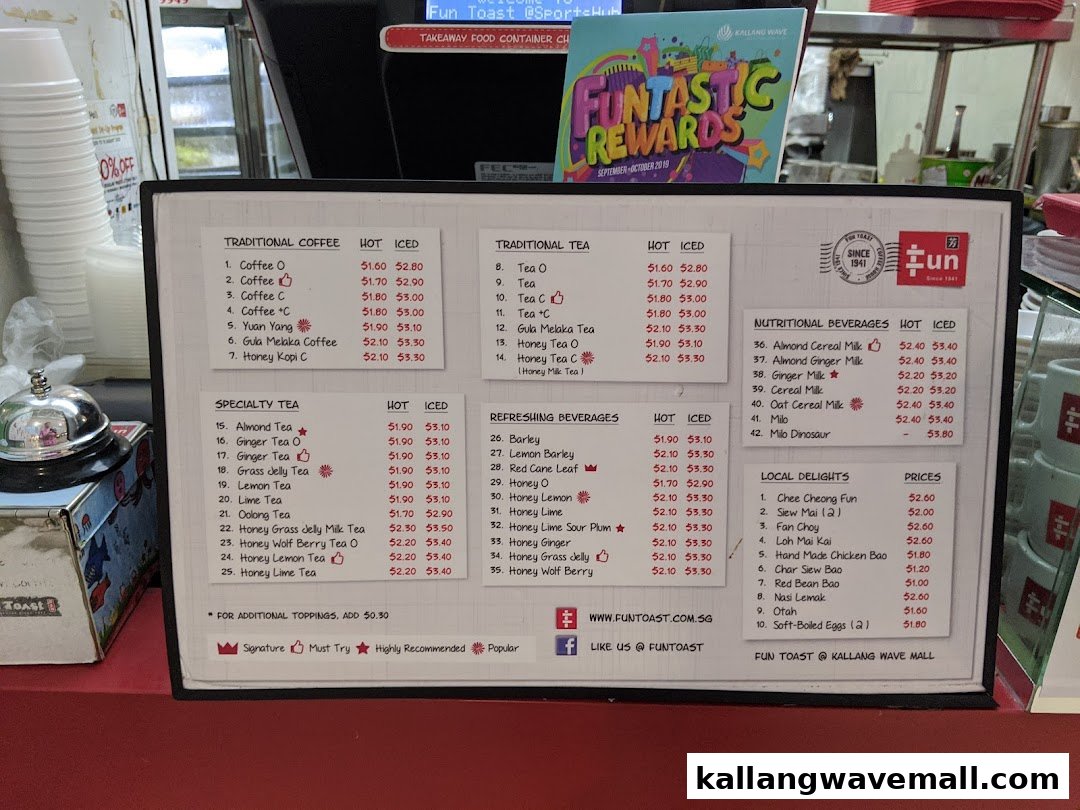 Welcome To
Fun Toast @SportsHub
TAKEAWAY FOOD CONTAINER CH
KALLANG WAVE
FUNTASTIC
REWARDS
SEPTEMBER - OCTOBER 2019
0% OFF
FEC
TRADITIONAL COFFEE HOT ICED
1. Coffee O $1.60 $2.80
2. Coffee $1.70 $2.90
3. Coffee C $1.80 $3.00
4. Coffee *C $1.80 $3.00
5. Yuan Yang $1.90 $3.10
6. Gula Melaka Coffee $2.10 $3.30
7. Honey Kopi C $2.10 $3.30
TRADITIONAL TEA HOT ICED
8. Tea O $1.60 $2.80
9. Tea $1.70 $2.90
10. Tea C $1.80 $3.00
11. Tea *C $1.80 $3.00
12. Gula Melaka Tea $2.10 $3.30
13. Honey Tea O $1.90 $3.10
14. Honey Tea C $2.10 $3.30
(Honey Milk Tea)
FUN TOAST
SINCE
1941
Fun
Since 1941
NUTRITIONAL BEVERAGES HOT ICED
36. Almond Cereal Milk $2.40 $3.40
37. Almond Ginger Milk $2.40 $3.40
38. Ginger Milk $2.20 $3.20
39. Cereal Milk $2.20 $3.20
40. Oat Cereal Milk $2.40 $3.40
41. Milo $2.40 $3.40
42. Milo Dinosaur - $3.80
SPECIALTY TEA HOT ICED
15. Almond Tea $1.90 $3.10
16. Ginger Tea O $1.90 $3.10
17. Ginger Tea $1.90 $3.10
18. Grass Jelly Tea $1.90 $3.10
19. Lemon Tea $1.90 $3.10
20. Lime Tea $1.90 $3.10
21. Oolong Tea $1.70 $2.90
22. Honey Grass Jelly Milk Tea $2.30 $3.50
23. Honey Wolf Berry Tea O $2.20 $3.40
24. Honey Lemon Tea $2.20 $3.40
25. Honey Lime Tea $2.20 $3.40
REFRESHING BEVERAGES HOT ICED
26. Barley $1.90 $3.10
27. Lemon Barley $2.10 $3.30
28. Red Cane Leaf $2.10 $3.30
29. Honey O $1.70 $2.90
30. Honey Lemon $2.10 $3.30
31. Honey Lime $2.10 $3.30
32. Honey Lime Sour Plum $2.10 $3.30
33. Honey Ginger $2.10 $3.30
34. Honey Grass Jelly $2.10 $3.30
35. Honey Wolf Berry $2.10 $3.30
LOCAL DELIGHTS PRICES
1. Chee Cheong Fun $2.60
2. Siew Mai (2) $2.00
3. Fan Choy $2.60
4. Loh Mai Kai $2.60
5. Hand Made Chicken Bao $1.80
6. Char Siew Bao $1.20
7. Red Bean Bao $1.00
8. Nasi Lemak $2.60
9. Otah $1.60
10. Soft-Boiled Eggs (2) $1.80
* FOR ADDITIONAL TOPPINGS, ADD $0.30
Signature Must Try Highly Recommended Popular
WWW.FUNTOAST.COM.SG
LIKE US @ FUNTOAST
FUN TOAST @ KALLANG WAVE MALL
TOAST
kallangwavemall.com